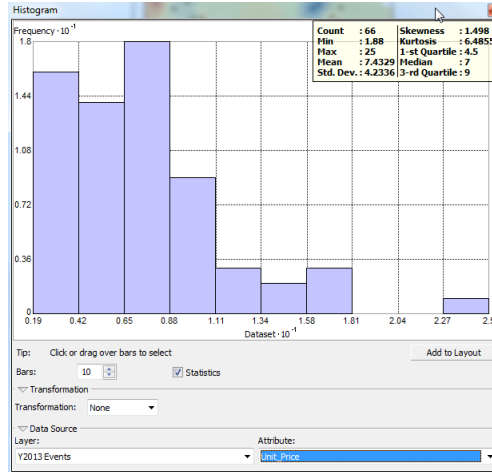 Histogram
Frequency · 10 -1
Count : 66 Skewness : 1.498
Min : 1.88 Kurtosis : 6.4855
Max : 25 1-st Quartile : 4.5
Mean : 7.4329 Median : 7
Std. Dev. : 4.2336 3-rd Quartile : 9
1.8
1.44
1.08
0.72
0.36
0
0.19 0.42 0.65 0.88 1.11 1.34 1.58 1.81 2.04 2.27 2.5
Dataset · 10 -1
Tip: Click or drag over bars to select Add to Layout
Bars: 10 Statistics
Transformation
Transformation: None
Data Source
Layer: Attribute:
Y2013 Events Unit_Price